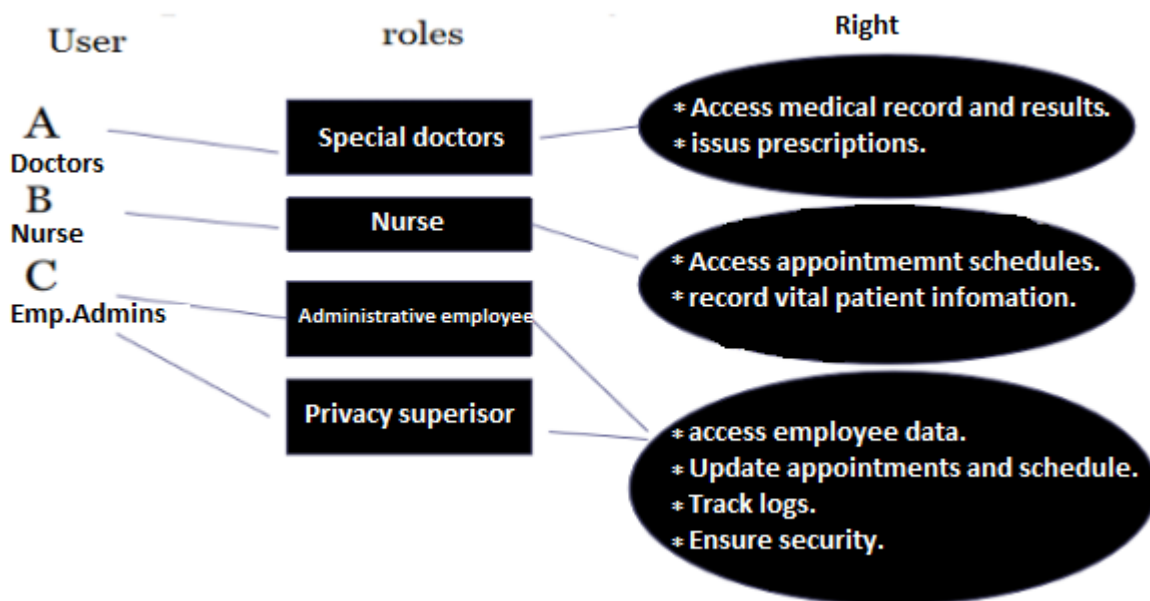 User
roles
Right
A
Doctors
B
Nurse
C
Emp.Admins
Special doctors
Nurse
Administrative employee
Privacy superisor
* Access medical record and results.
* issus prescriptions.
* Access appointmemnt schedules.
* record vital patient infomation.
* access employee data.
* Update appointments and schedule.
* Track logs.
* Ensure security.